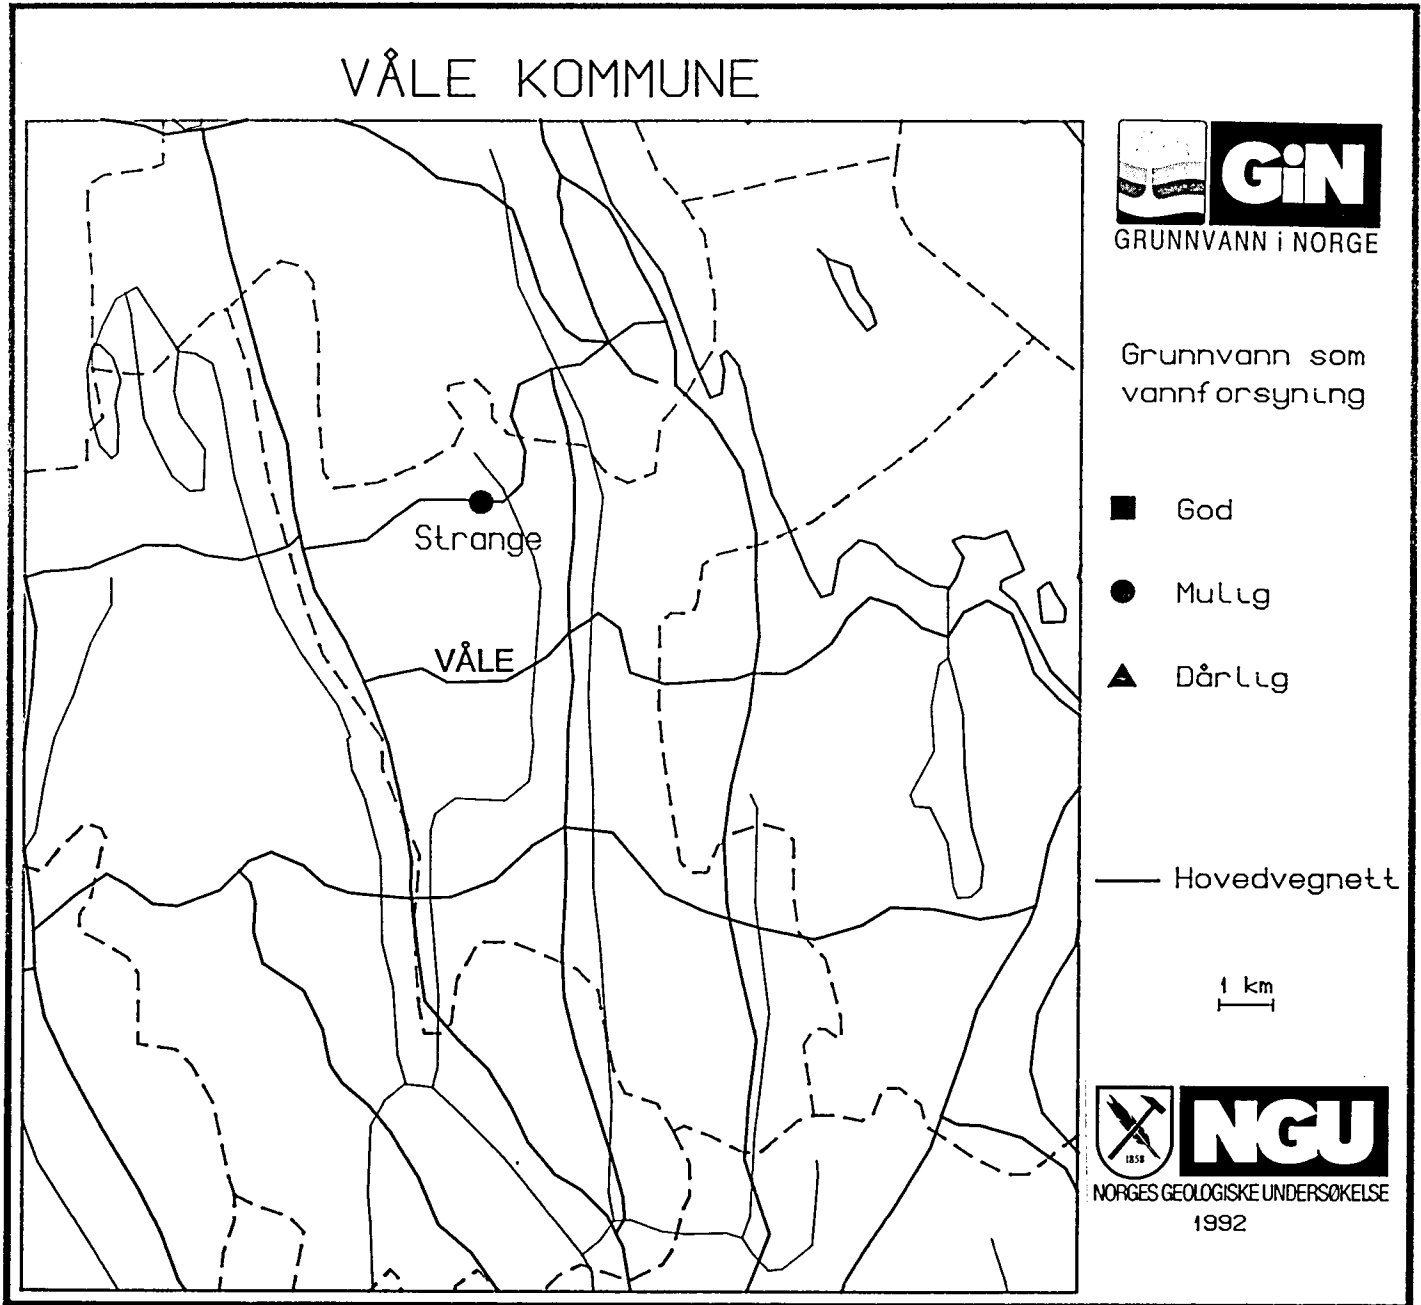 VÅLE KOMMUNE
GiN
GRUNNVANN i NORGE
Grunnvann som
vannforsyning
God
Mulig
Dårlig
Hovedvegnett
1 km
Strange
VÅLE
1858
NGU
NORGES GEOLOGISKE UNDERSØKELSE
1992